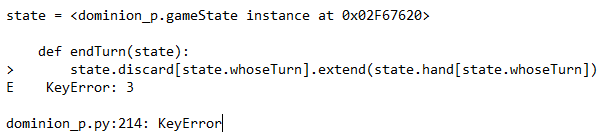 state = <dominion_p.gameState instance at 0x02F67620>
    def endTurn(state):
>       state.discard[state.whoseTurn].extend(state.hand[state.whoseTurn])
E    KeyError: 3
dominion_p.py:214: KeyError